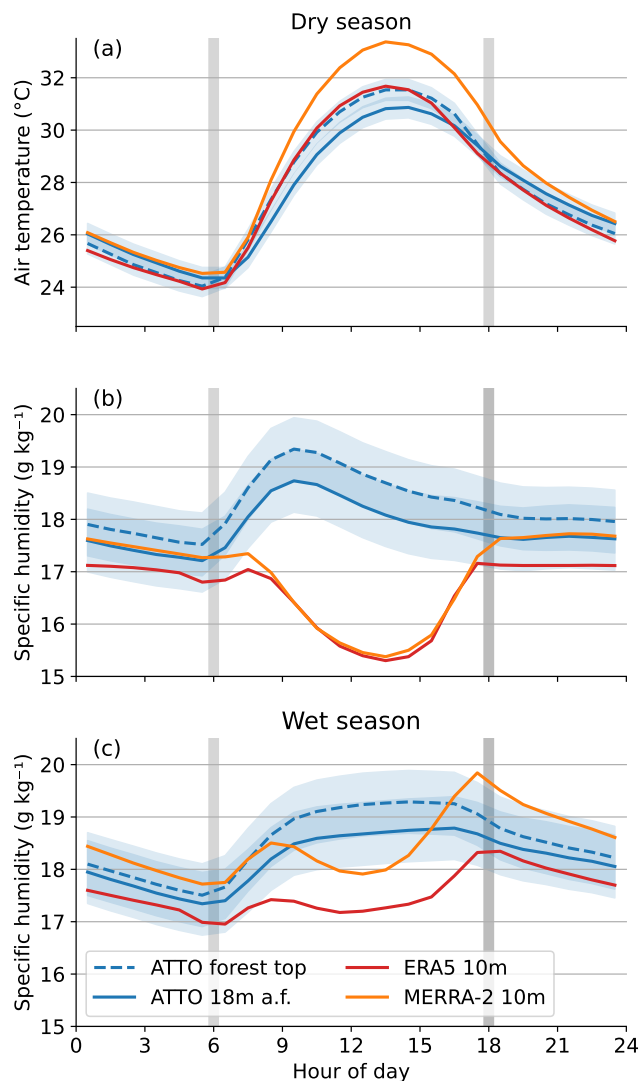 Dry season
(a)
Air temperature (°C)
32
30
28
26
24
(b)
Specific humidity (g kg⁻¹)
20
19
18
17
16
15
Wet season
(c)
Specific humidity (g kg⁻¹)
20
19
18
17
16
15
ATTO forest top
ATTO 18m a.f.
ERA5 10m
MERRA-2 10m
0 3 6 9 12 15 18 21 24
Hour of day